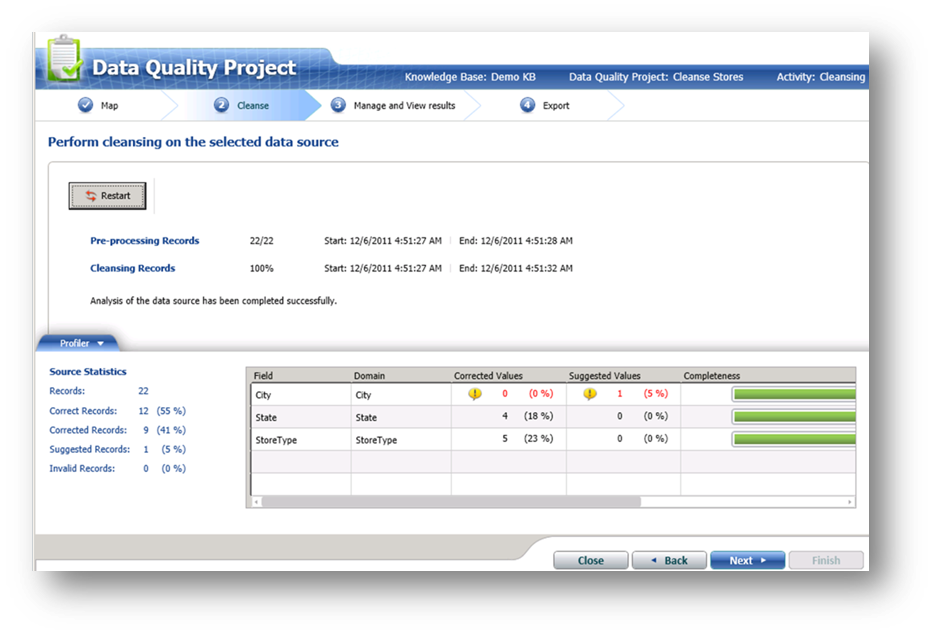 Data Quality Project
Knowledge Base: Demo KB Data Quality Project: Cleanse Stores Activity: Cleansing
Map 2 Cleanse 3 Manage and View results 4 Export
Perform cleansing on the selected data source
Restart
Pre-processing Records 22/22 Start: 12/6/2011 4:51:27 AM End: 12/6/2011 4:51:28 AM
Cleansing Records 100% Start: 12/6/2011 4:51:27 AM End: 12/6/2011 4:51:32 AM
Analysis of the data source has been completed successfully.
Profiler
Source Statistics
Records: 22
Correct Records: 12 (55 %)
Corrected Records: 9 (41 %)
Suggested Records: 1 (5 %)
Invalid Records: 0 (0 %)
Field Domain Corrected Values Suggested Values Completeness
City City 0 (0 %) 1 (5 %)
State State 4 (18 %) 0 (0 %)
StoreType StoreType 5 (23 %) 0 (0 %)
Close Back Next Finish